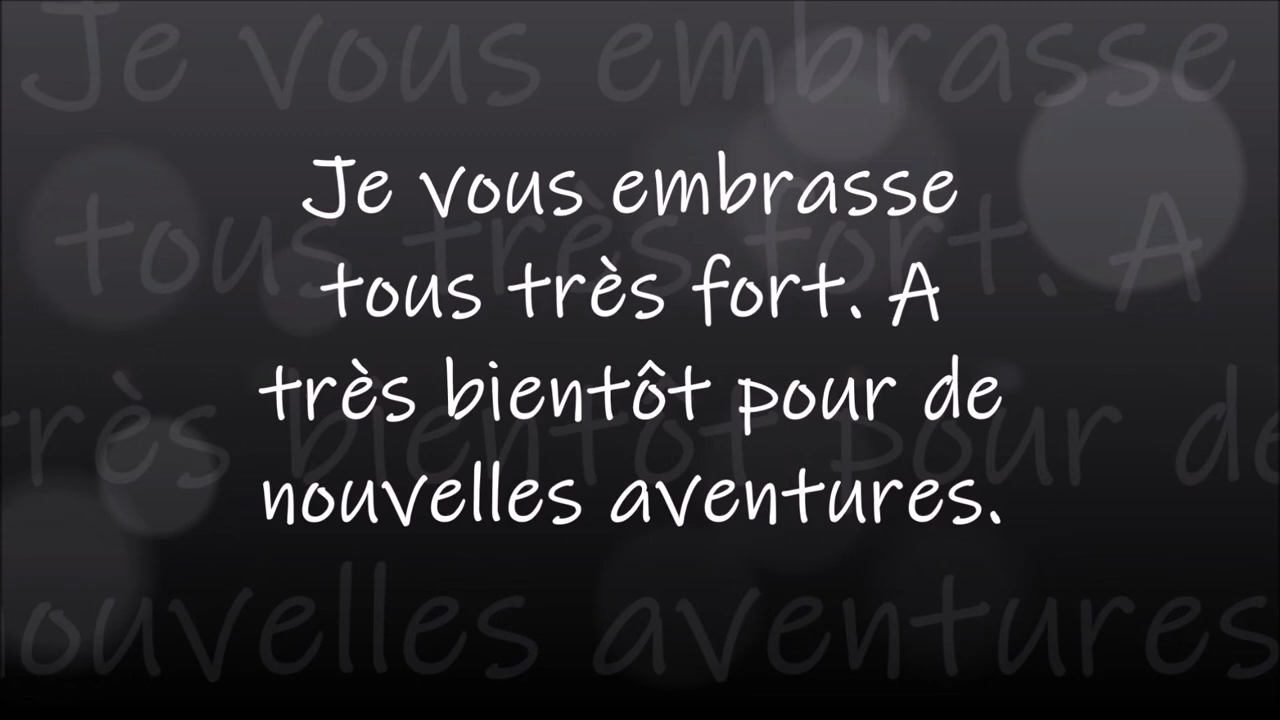 Je vous embrasse
tous très fort. A
très bientôt pour de
nouvelles aventures.